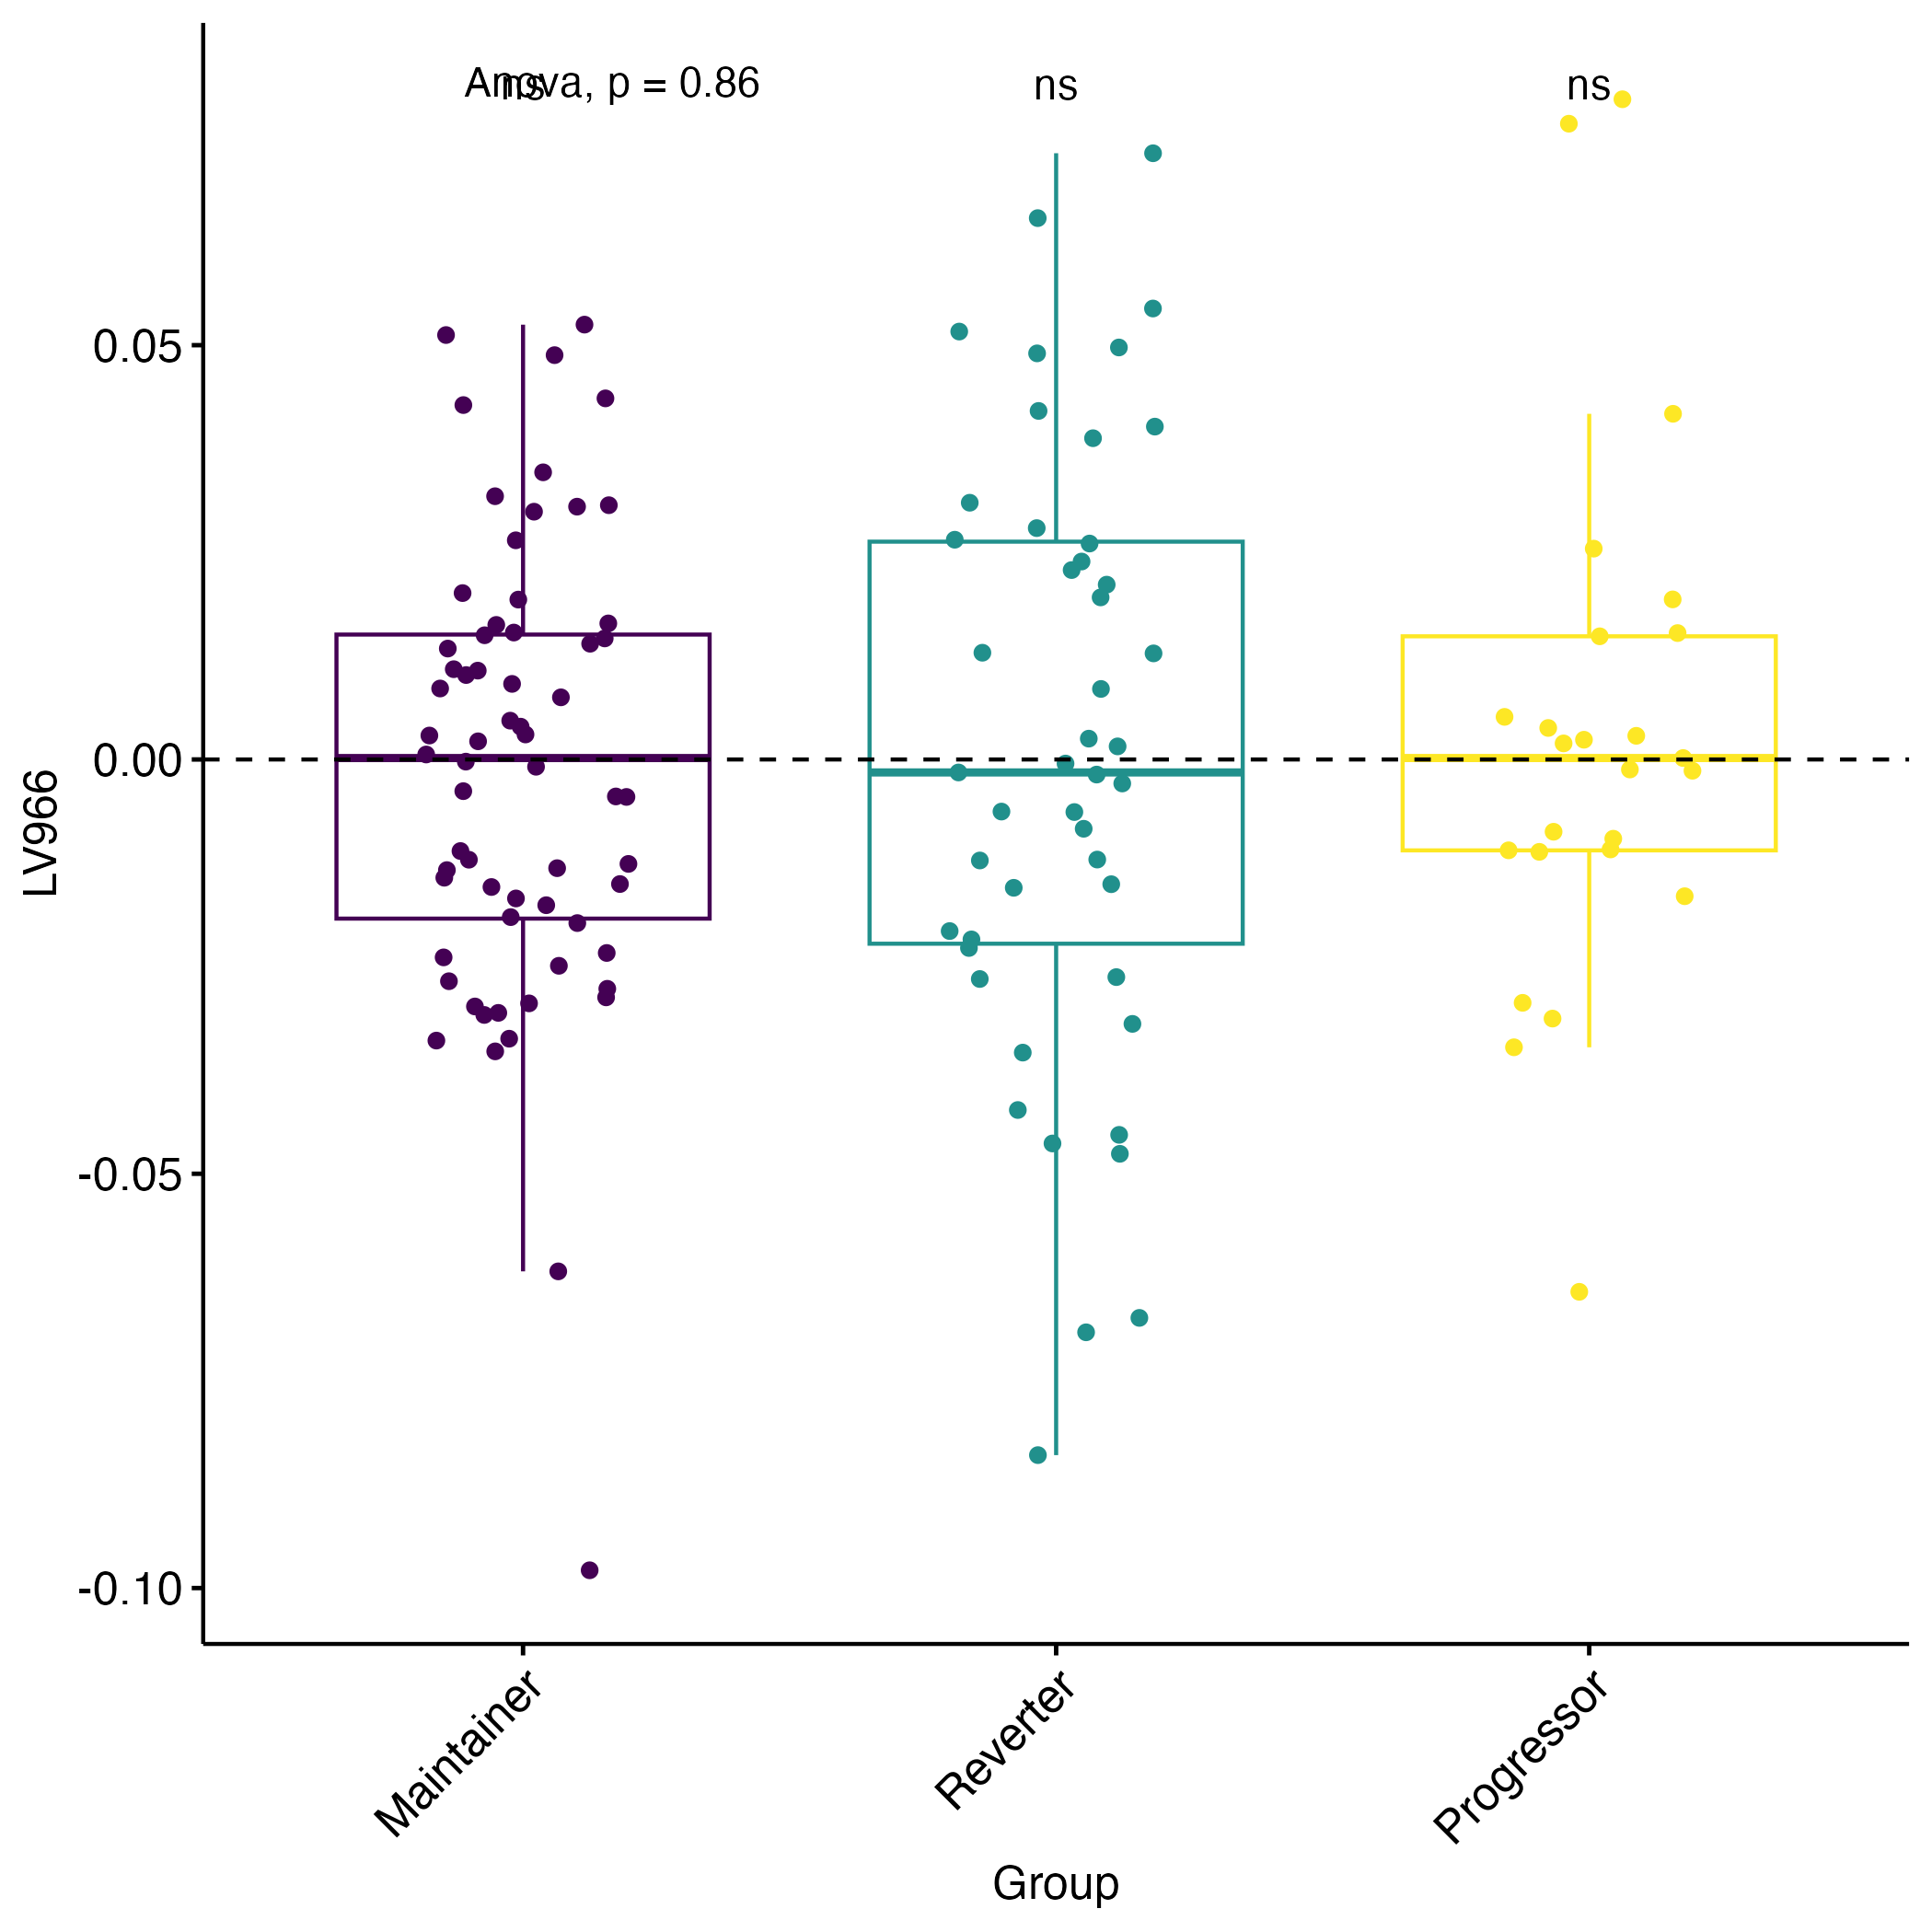 Anova, p = 0.86
ns
ns
ns
0.05
0.00
-0.05
-0.10
LV966
Maintainer
Reverter
Progressor
Group